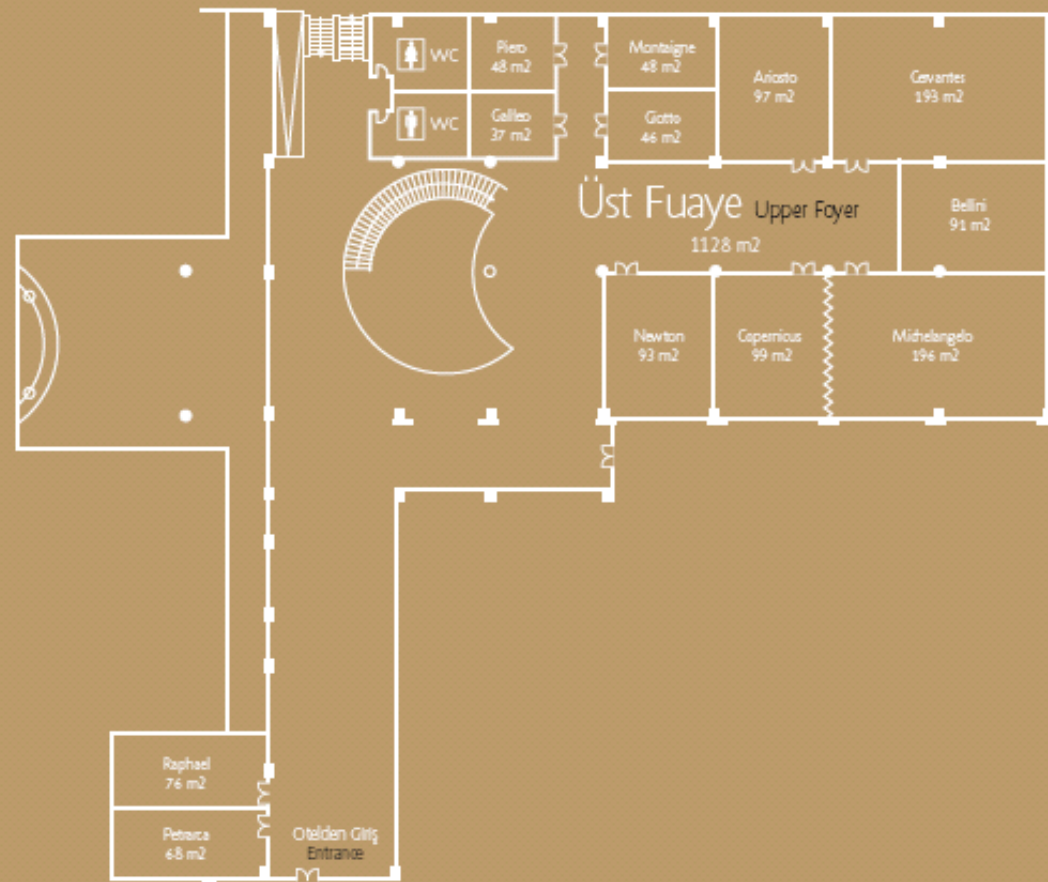 WC
Piero
48 m2
Montaigne
48 m2
Ariosto
97 m2
Cervantes
193 m2
WC
Galileo
37 m2
Giotto
46 m2
Üst Fuaye Upper Foyer
1128 m2
Bellini
91 m2
Newton
93 m2
Copernicus
99 m2
Michelangelo
196 m2
Raphael
76 m2
Petrarca
68 m2
Otelden Giriş
Entrance